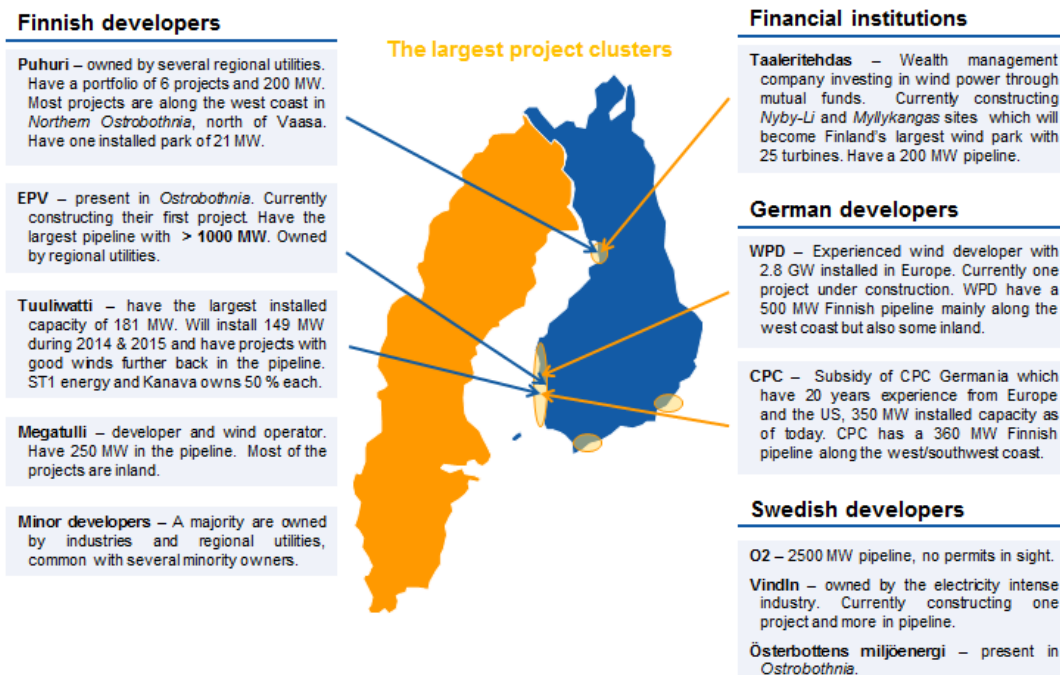 Finnish developers
Puhuri – owned by several regional utilities.
Have a portfolio of 6 projects and 200 MW.
Most projects are along the west coast in
Northern Ostrobothnia, north of Vaasa.
Have one installed park of 21 MW.
EPV – present in Ostrobothnia. Currently
constructing their first project. Have the
largest pipeline with > 1000 MW. Owned
by regional utilities.
Tuuliwatti – have the largest installed
capacity of 181 MW. Will install 149 MW
during 2014 & 2015 and have projects with
good winds further back in the pipeline.
ST1 energy and Kanava owns 50 % each.
Megatulli – developer and wind operator.
Have 250 MW in the pipeline. Most of the
projects are inland.
Minor developers – A majority are owned
by industries and regional utilities,
common with several minority owners.
The largest project clusters
Financial institutions
Taaleritehdas – Wealth management
company investing in wind power through
mutual funds. Currently constructing
Nyby-Li and Myllykangas sites which will
become Finland's largest wind park with
25 turbines. Have a 200 MW pipeline.
German developers
WPD – Experienced wind developer with
2.8 GW installed in Europe. Currently one
project under construction. WPD have a
500 MW Finnish pipeline mainly along the
west coast but also some inland.
CPC – Subsidy of CPC Germania which
have 20 years experience from Europe
and the US, 350 MW installed capacity as
of today. CPC has a 360 MW Finnish
pipeline along the west/southwest coast.
Swedish developers
O2 – 2500 MW pipeline, no permits in sight.
VindIn – owned by the electricity intense
industry. Currently constructing one
project and more in pipeline.
Österbottens miljöenergi – present in
Ostrobothnia.